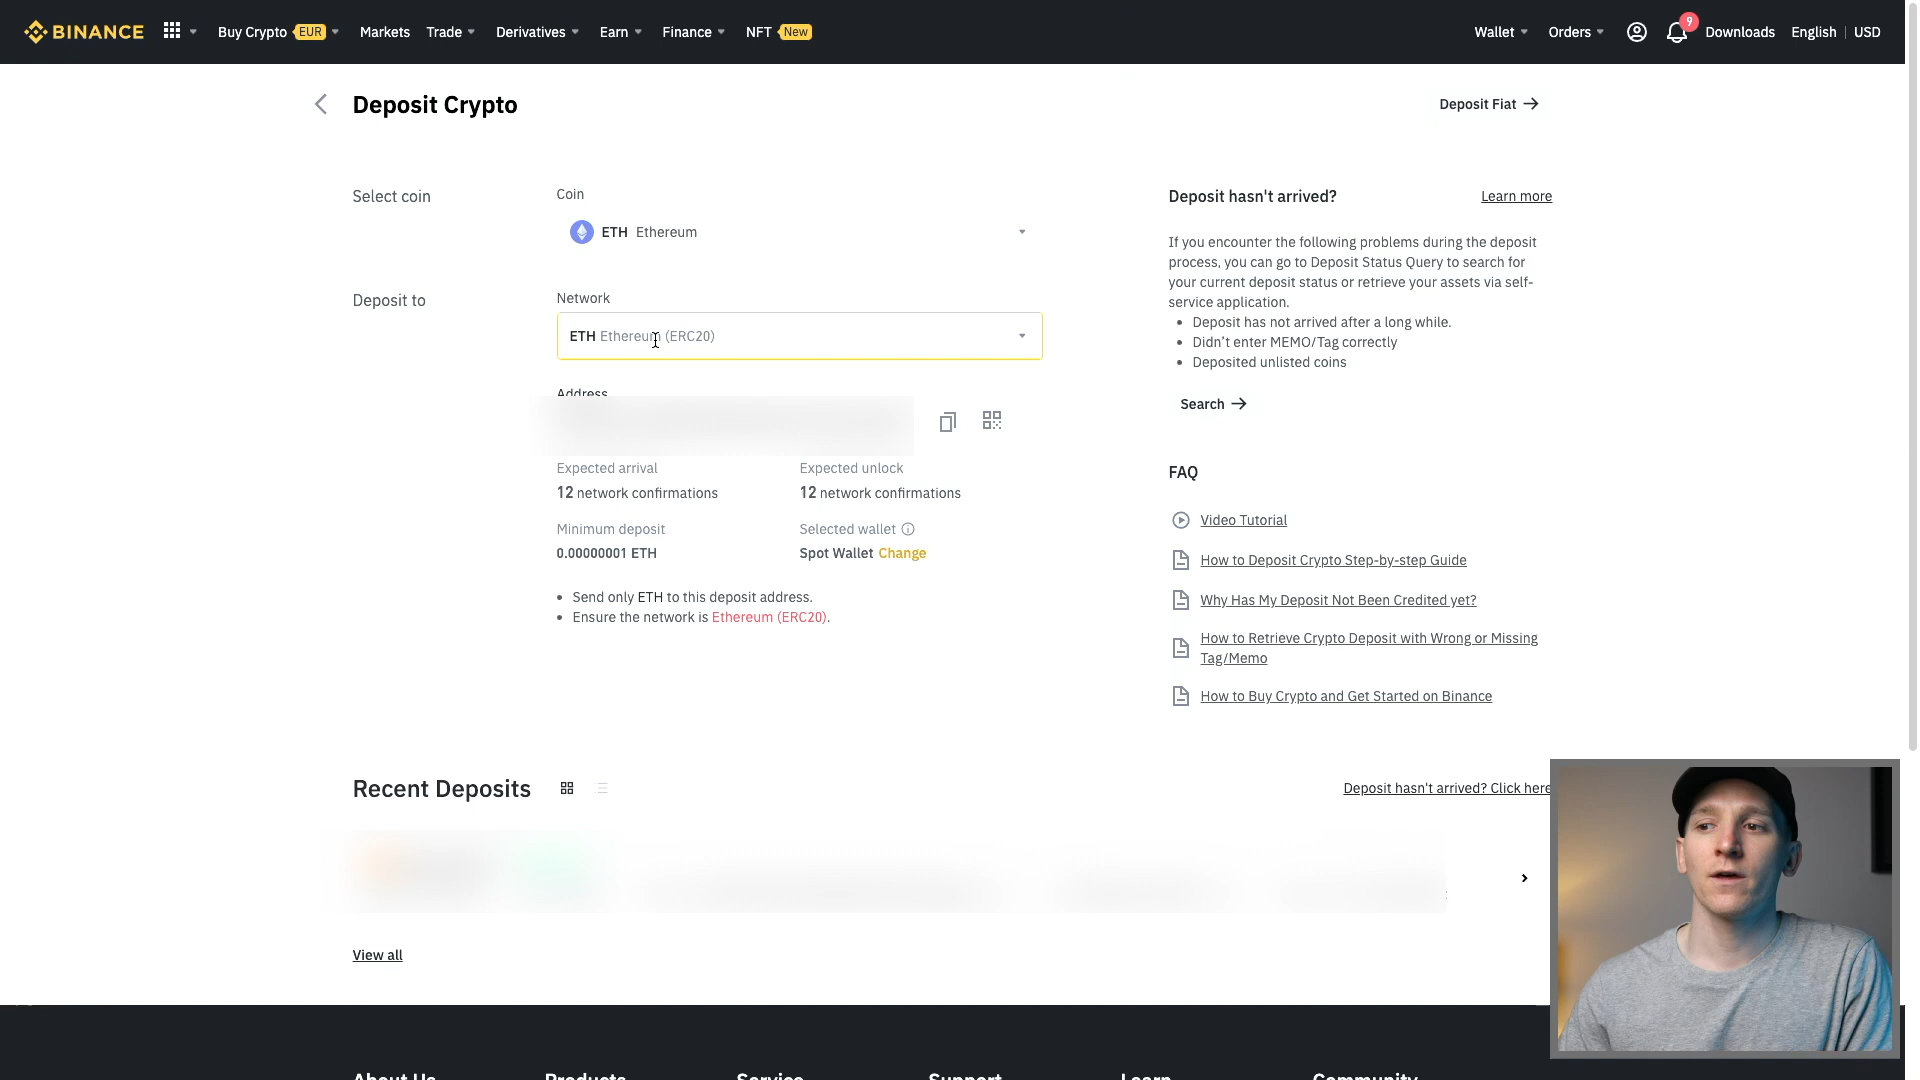 BINANCE
Buy Crypto EUR
Markets
Trade
Derivatives
Earn
Finance
NFT New
Wallet
Orders
9
Downloads
English
USD
Deposit Crypto
Deposit Fiat
Select coin
Coin
ETH Ethereum
Deposit to
Network
ETH Ethereum (ERC20)
Address
Expected arrival
12 network confirmations
Expected unlock
12 network confirmations
Minimum deposit
0.00000001 ETH
Selected wallet
Spot Wallet Change
Send only ETH to this deposit address.
Ensure the network is Ethereum (ERC20).
Deposit hasn't arrived?
Learn more
If you encounter the following problems during the deposit
process, you can go to Deposit Status Query to search for
your current deposit status or retrieve your assets via self-
service application.
Deposit has not arrived after a long while.
Didn't enter MEMO/Tag correctly
Deposited unlisted coins
Search
FAQ
Video Tutorial
How to Deposit Crypto Step-by-step Guide
Why Has My Deposit Not Been Credited yet?
How to Retrieve Crypto Deposit with Wrong or Missing
Tag/Memo
How to Buy Crypto and Get Started on Binance
Recent Deposits
Deposit hasn't arrived? Click here
View all
About Us
Products
Service
Support
Learn
Community